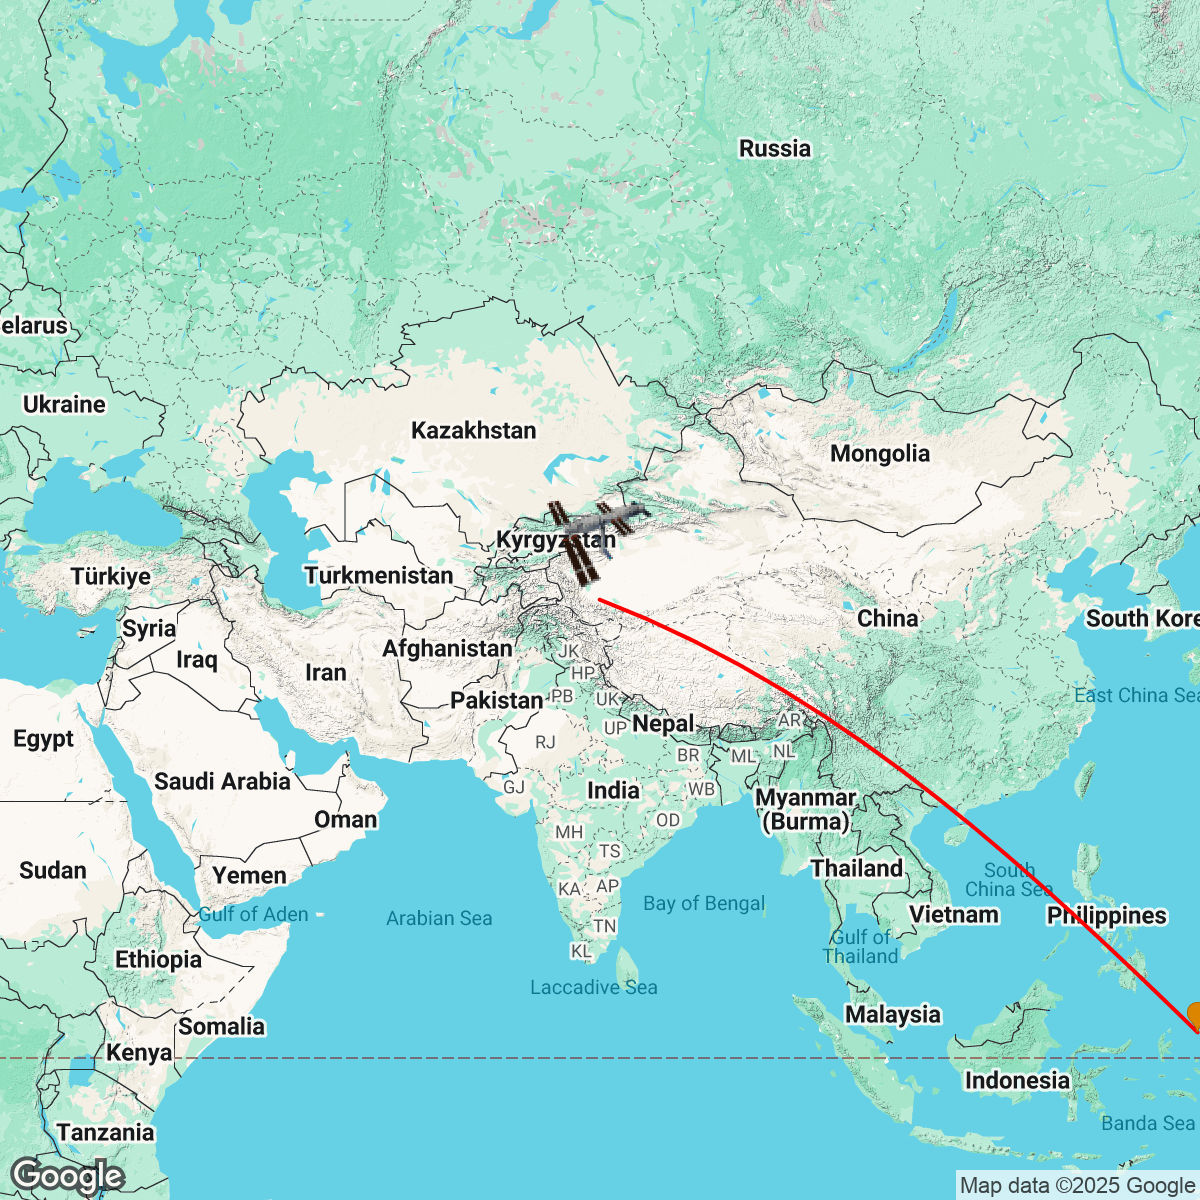 Russia
elarus
Ukraine
Kazakhstan
Mongolia
Kyrgyzstan
Türkiye
Turkmenistan
China
South Kore
Syria
Afghanistan
JK
Iraq
Iran
HP
Pakistan
PB
UK
East China Sea
Nepal
AR
UP
Egypt
RJ
NL
BR
ML
Saudi Arabia
GJ
India
WB
Myanmar
(Burma)
Oman
OD
MH
TS
Sudan
Yemen
KA
AP
Thailand
South
China Sea
Gulf of Aden
Arabian Sea
Bay of Bengal
Vietnam
Philippines
TN
Gulf of
Thailand
KL
Ethiopia
Laccadive Sea
Malaysia
Somalia
Kenya
Indonesia
Banda Sea
Tanzania
Google
Map data ©2025 Google